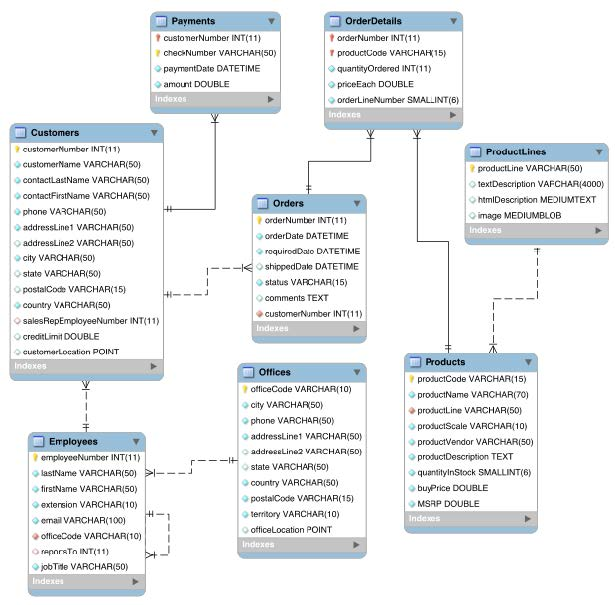 Payments
customerNumber INT(11)
checkNumber VARCHAR(50)
paymentDate DATETIME
amount DOUBLE
Indexes
OrderDetails
orderNumber INT(11)
productCode VARCHAR(15)
quantityOrdered INT(11)
priceEach DOUBLE
orderLineNumber SMALLINT(6)
Indexes
Customers
customerNumber INT(11)
customerName VARCHAR(50)
contactLastName VARCHAR(50)
contactFirstName VARCHAR(50)
phone VARCHAR(50)
addressLine1 VARCHAR(50)
addressLine2 VARCHAR(50)
city VARCHAR(50)
state VARCHAR(50)
postalCode VARCHAR(15)
country VARCHAR(50)
salesRepEmployeeNumber INT(11)
creditLimit DOUBLE
customerLocation POINT
Indexes
ProductLines
productLine VARCHAR(50)
textDescription VARCHAR(4000)
htmlDescription MEDIUMTEXT
image MEDIUMBLOB
Indexes
Orders
orderNumber INT(11)
orderDate DATETIME
requiredDate DATETIME
shippedDate DATETIME
status VARCHAR(15)
comments TEXT
customerNumber INT(11)
Indexes
Products
productCode VARCHAR(15)
productName VARCHAR(70)
productLine VARCHAR(50)
productScale VARCHAR(10)
productVendor VARCHAR(50)
productDescription TEXT
quantityInStock SMALLINT(6)
buyPrice DOUBLE
MSRP DOUBLE
Indexes
Offices
officeCode VARCHAR(10)
city VARCHAR(50)
phone VARCHAR(50)
addressLine1 VARCHAR(50)
addressLine2 VARCHAR(50)
state VARCHAR(50)
country VARCHAR(50)
postalCode VARCHAR(15)
territory VARCHAR(10)
officeLocation POINT
Indexes
Employees
employeeNumber INT(11)
lastName VARCHAR(50)
firstName VARCHAR(50)
extension VARCHAR(10)
email VARCHAR(100)
officeCode VARCHAR(10)
reportsTo INT(11)
jobTitle VARCHAR(50)
Indexes